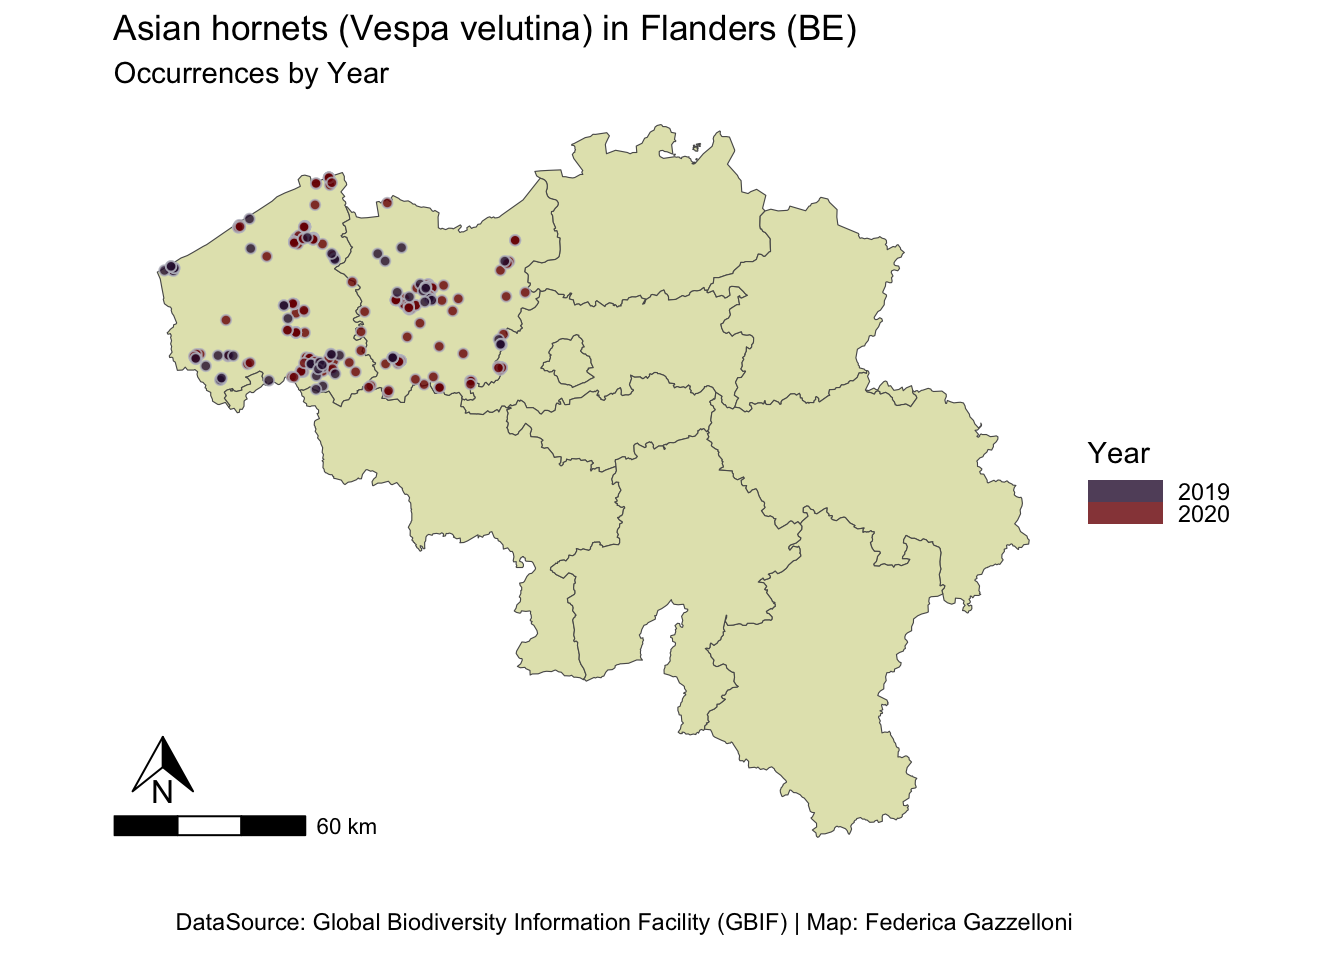 Asian hornets (Vespa velutina) in Flanders (BE)
Occurrences by Year
Year
2019
2020
N
60 km
DataSource: Global Biodiversity Information Facility (GBIF) | Map: Federica Gazzelloni